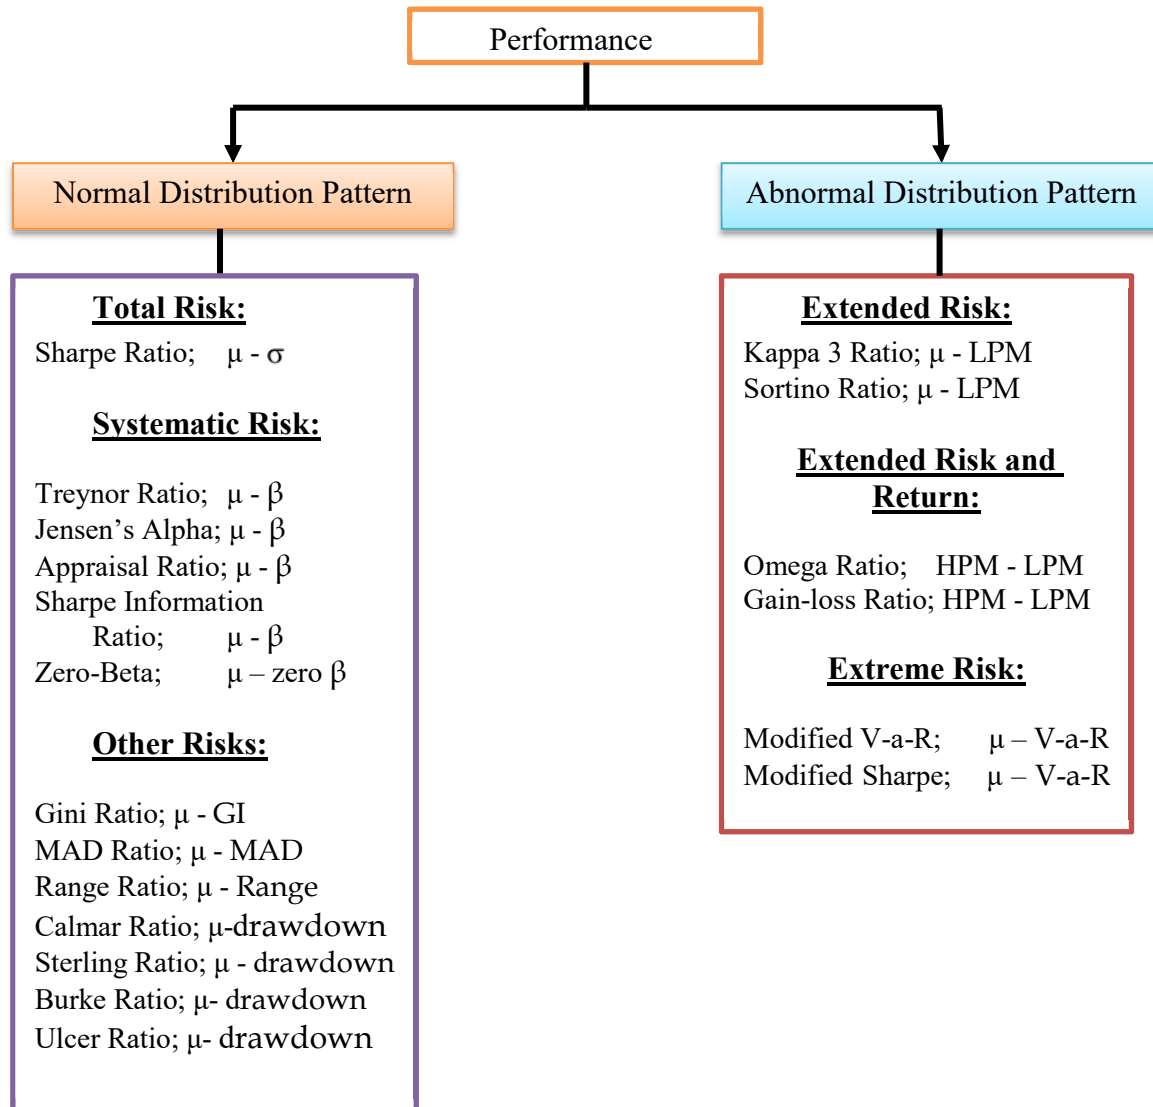 Performance
Normal Distribution Pattern
Total Risk:
Sharpe Ratio; μ - σ
Systematic Risk:
Treynor Ratio; μ - β
Jensen’s Alpha; μ - β
Appraisal Ratio; μ - β
Sharpe Information
Ratio; μ - β
Zero-Beta; μ – zero β
Other Risks:
Gini Ratio; μ - GI
MAD Ratio; μ - MAD
Range Ratio; μ - Range
Calmar Ratio; μ-drawdown
Sterling Ratio; μ - drawdown
Burke Ratio; μ- drawdown
Ulcer Ratio; μ- drawdown
Abnormal Distribution Pattern
Extended Risk:
Kappa 3 Ratio; μ - LPM
Sortino Ratio; μ - LPM
Extended Risk and
Return:
Omega Ratio; HPM - LPM
Gain-loss Ratio; HPM - LPM
Extreme Risk:
Modified V-a-R; μ – V-a-R
Modified Sharpe; μ – V-a-R